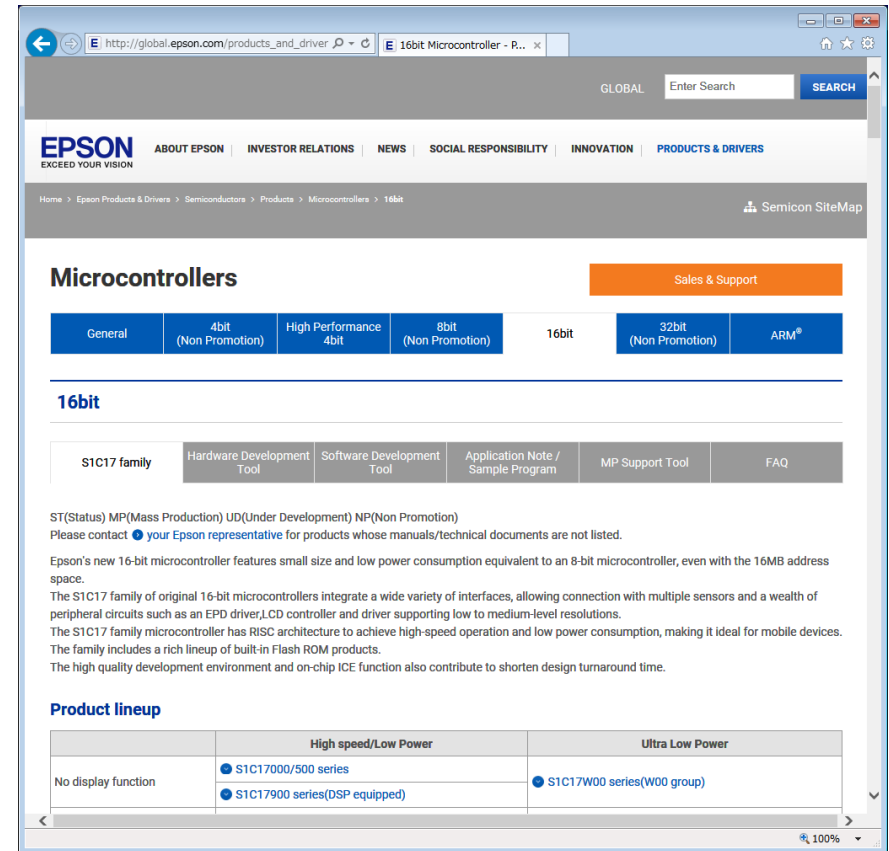 http://global.epson.com/products_and_driver
16bit Microcontroller - P...
GLOBAL
Enter Search
SEARCH
EPSON
EXCEED YOUR VISION
ABOUT EPSON | INVESTOR RELATIONS | NEWS | SOCIAL RESPONSIBILITY | INNOVATION | PRODUCTS & DRIVERS
Home > Epson Products & Drivers > Semiconductors > Products > Microcontrollers > 16bit
Semicon SiteMap
Microcontrollers
Sales & Support
General
4bit
(Non Promotion)
High Performance
4bit
8bit
(Non Promotion)
16bit
32bit
(Non Promotion)
ARM®
16bit
S1C17 family
Hardware Development
Tool
Software Development
Tool
Application Note /
Sample Program
MP Support Tool
FAQ
ST(Status) MP(Mass Production) UD(Under Development) NP(Non Promotion)
Please contact your Epson representative for products whose manuals/technical documents are not listed.
Epson's new 16-bit microcontroller features small size and low power consumption equivalent to an 8-bit microcontroller, even with the 16MB address
space.
The S1C17 family of original 16-bit microcontrollers integrate a wide variety of interfaces, allowing connection with multiple sensors and a wealth of
peripheral circuits such as an EPD driver,LCD controller and driver supporting low to medium-level resolutions.
The S1C17 family microcontroller has RISC architecture to achieve high-speed operation and low power consumption, making it ideal for mobile devices.
The family includes a rich lineup of built-in Flash ROM products.
The high quality development environment and on-chip ICE function also contribute to shorten design turnaround time.
Product lineup
High speed/Low Power
Ultra Low Power
No display function
S1C17000/500 series
S1C17900 series(DSP equipped)
S1C17W00 series(W00 group)
100%